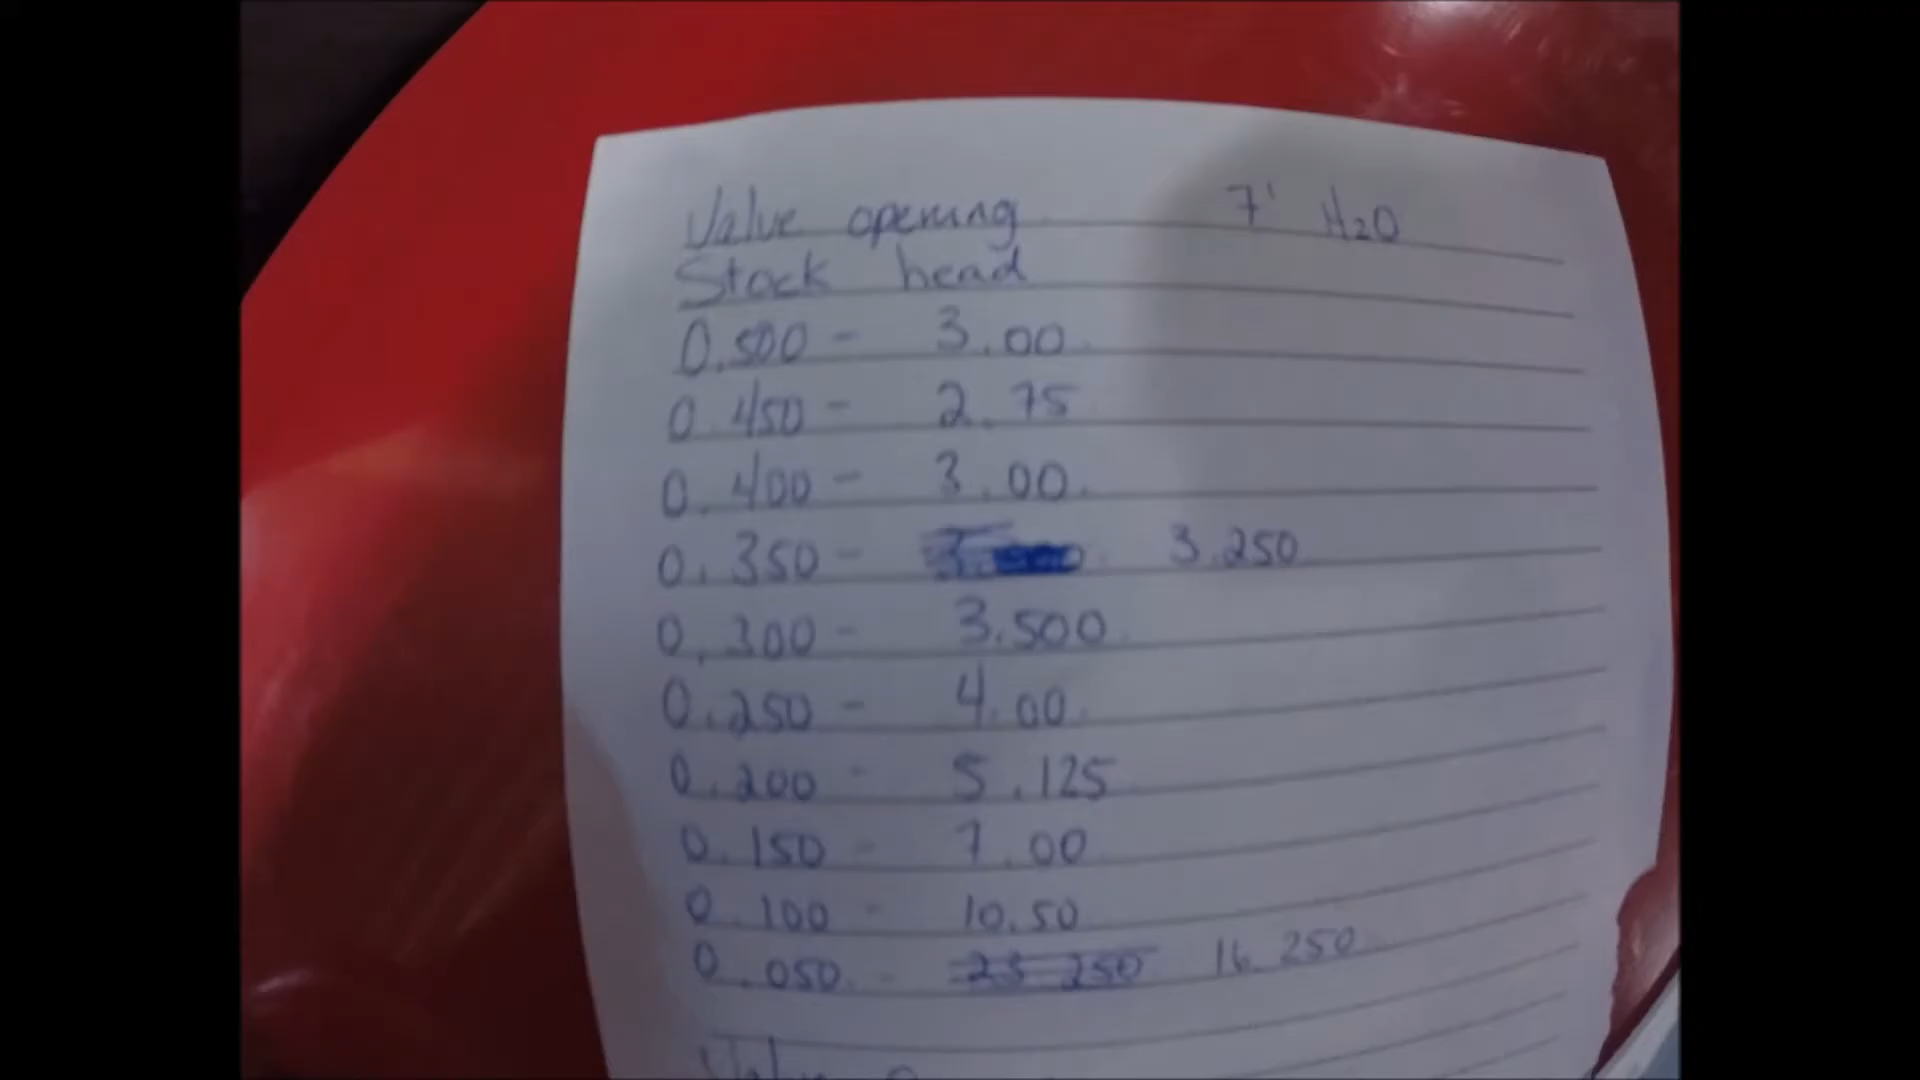 Valve opening 7' H2O
Stock head
0.500 - 3.00
0.450 - 2.75
0.400 - 3.00
0.350 - 3.250
0.300 - 3.500
0.250 - 4.00
0.200 - 5.125
0.150 - 7.00
0.100 - 10.50
0.050 - 23 250 16.250